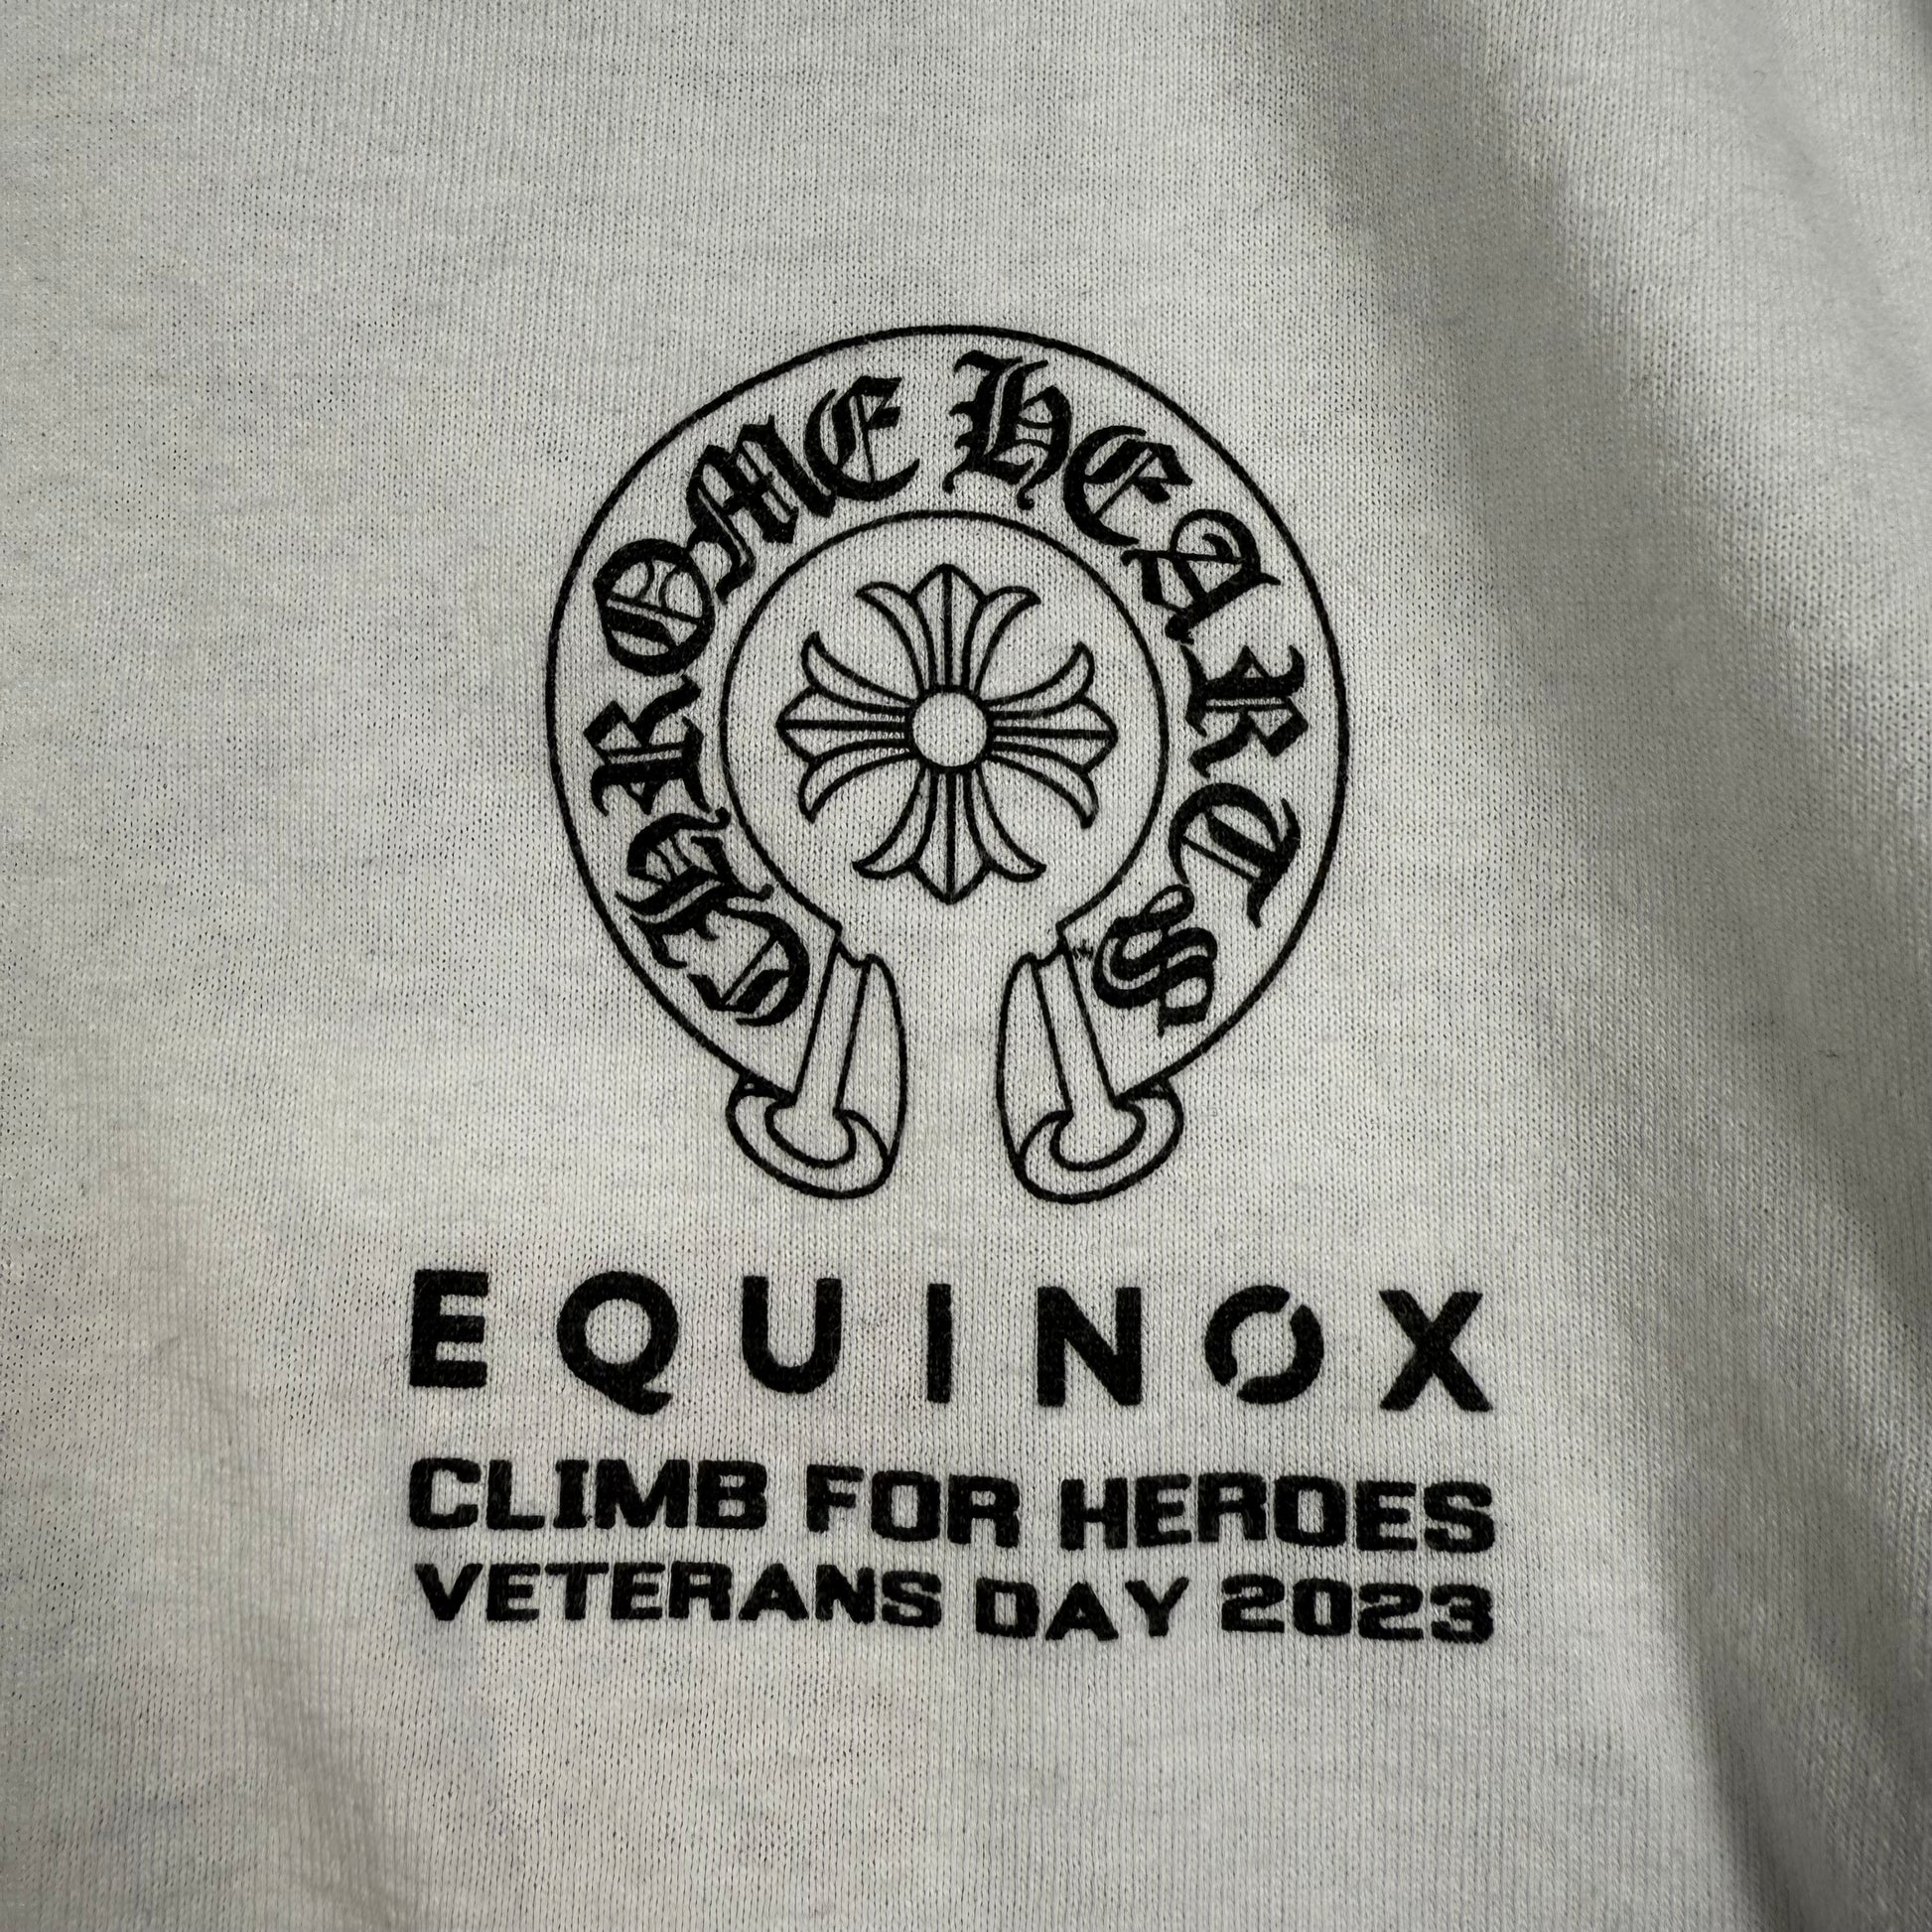 CHROME HEARTS
EQUINOX
CLIMB FOR HEROES
VETERANS DAY 2023